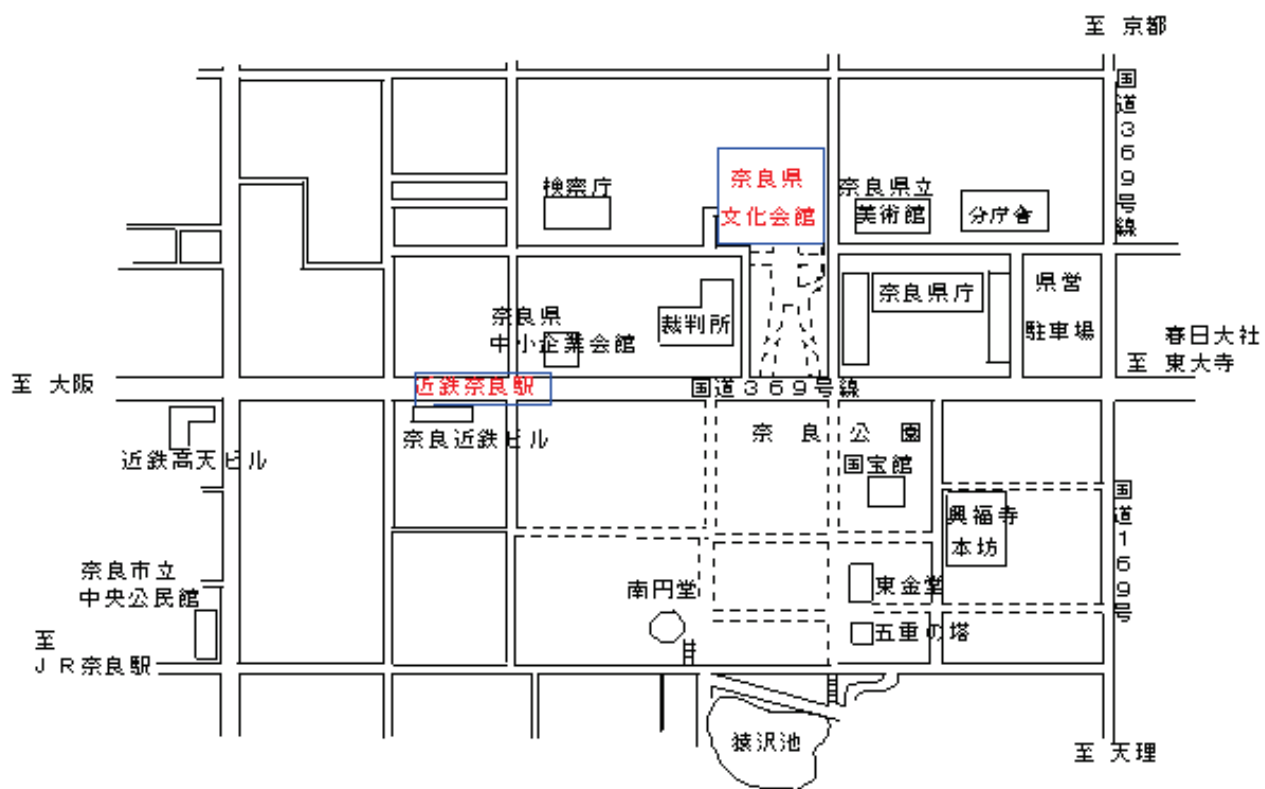 至 京都
国道369号線
奈良県
文化会館
検察庁
奈良県立
美術館
分庁舎
奈良県庁
県営
駐車場
奈良県
中小企業会館
裁判所
春日大社
至 東大寺
至 大阪
近鉄奈良駅
国道369号線
奈良近鉄ビル
奈良公園
近鉄高天ビル
国宝館
国道169号
興福寺
本坊
奈良市立
中央公民館
南円堂
東金堂
五重の塔
至
JR奈良駅
猿沢池
至 天理